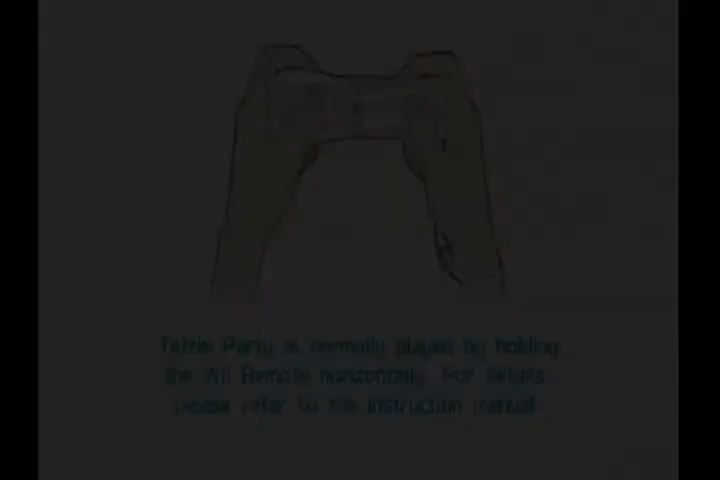 Tetris Party is normally played by holding
the Wii Remote horizontally. For details,
please refer to the instruction manual.